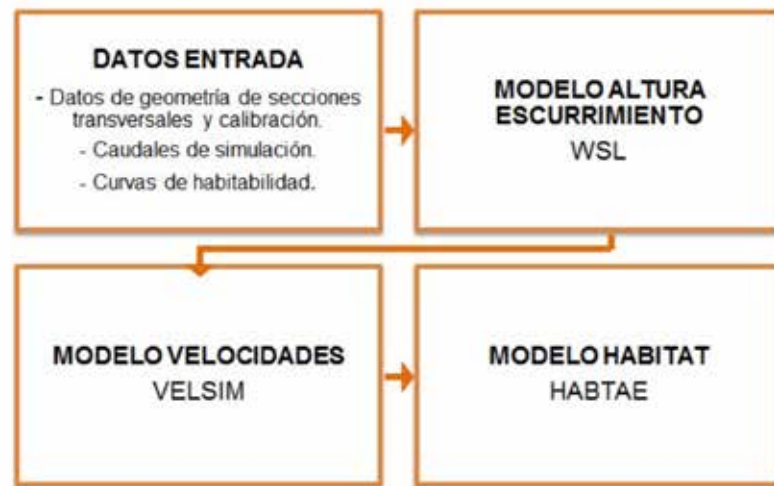 DATOS ENTRADA
- Datos de geometría de secciones
transversales y calibración.
- Caudales de simulación.
- Curvas de habitabilidad.
MODELO ALTURA
ESCURRIMIENTO
WSL
MODELO VELOCIDADES
VELSIM
MODELO HABITAT
HABTAE